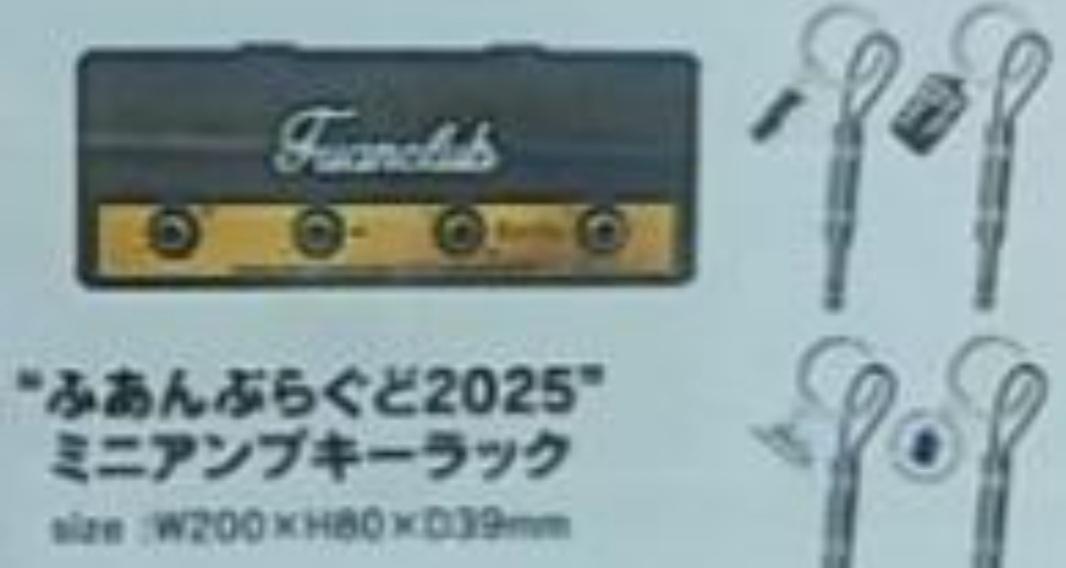 Fuanclub
“ふあんぷらぐど2025”
ミニアンプキーラック
size :W200×H80×D39mm